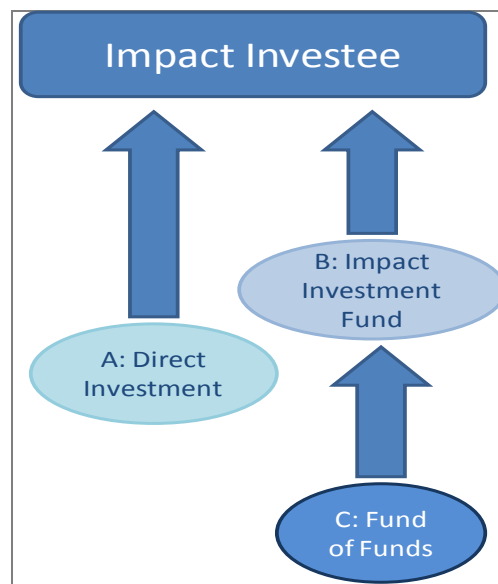 Impact Investee
B: Impact
Investment
Fund
A: Direct
Investment
C: Fund
of Funds